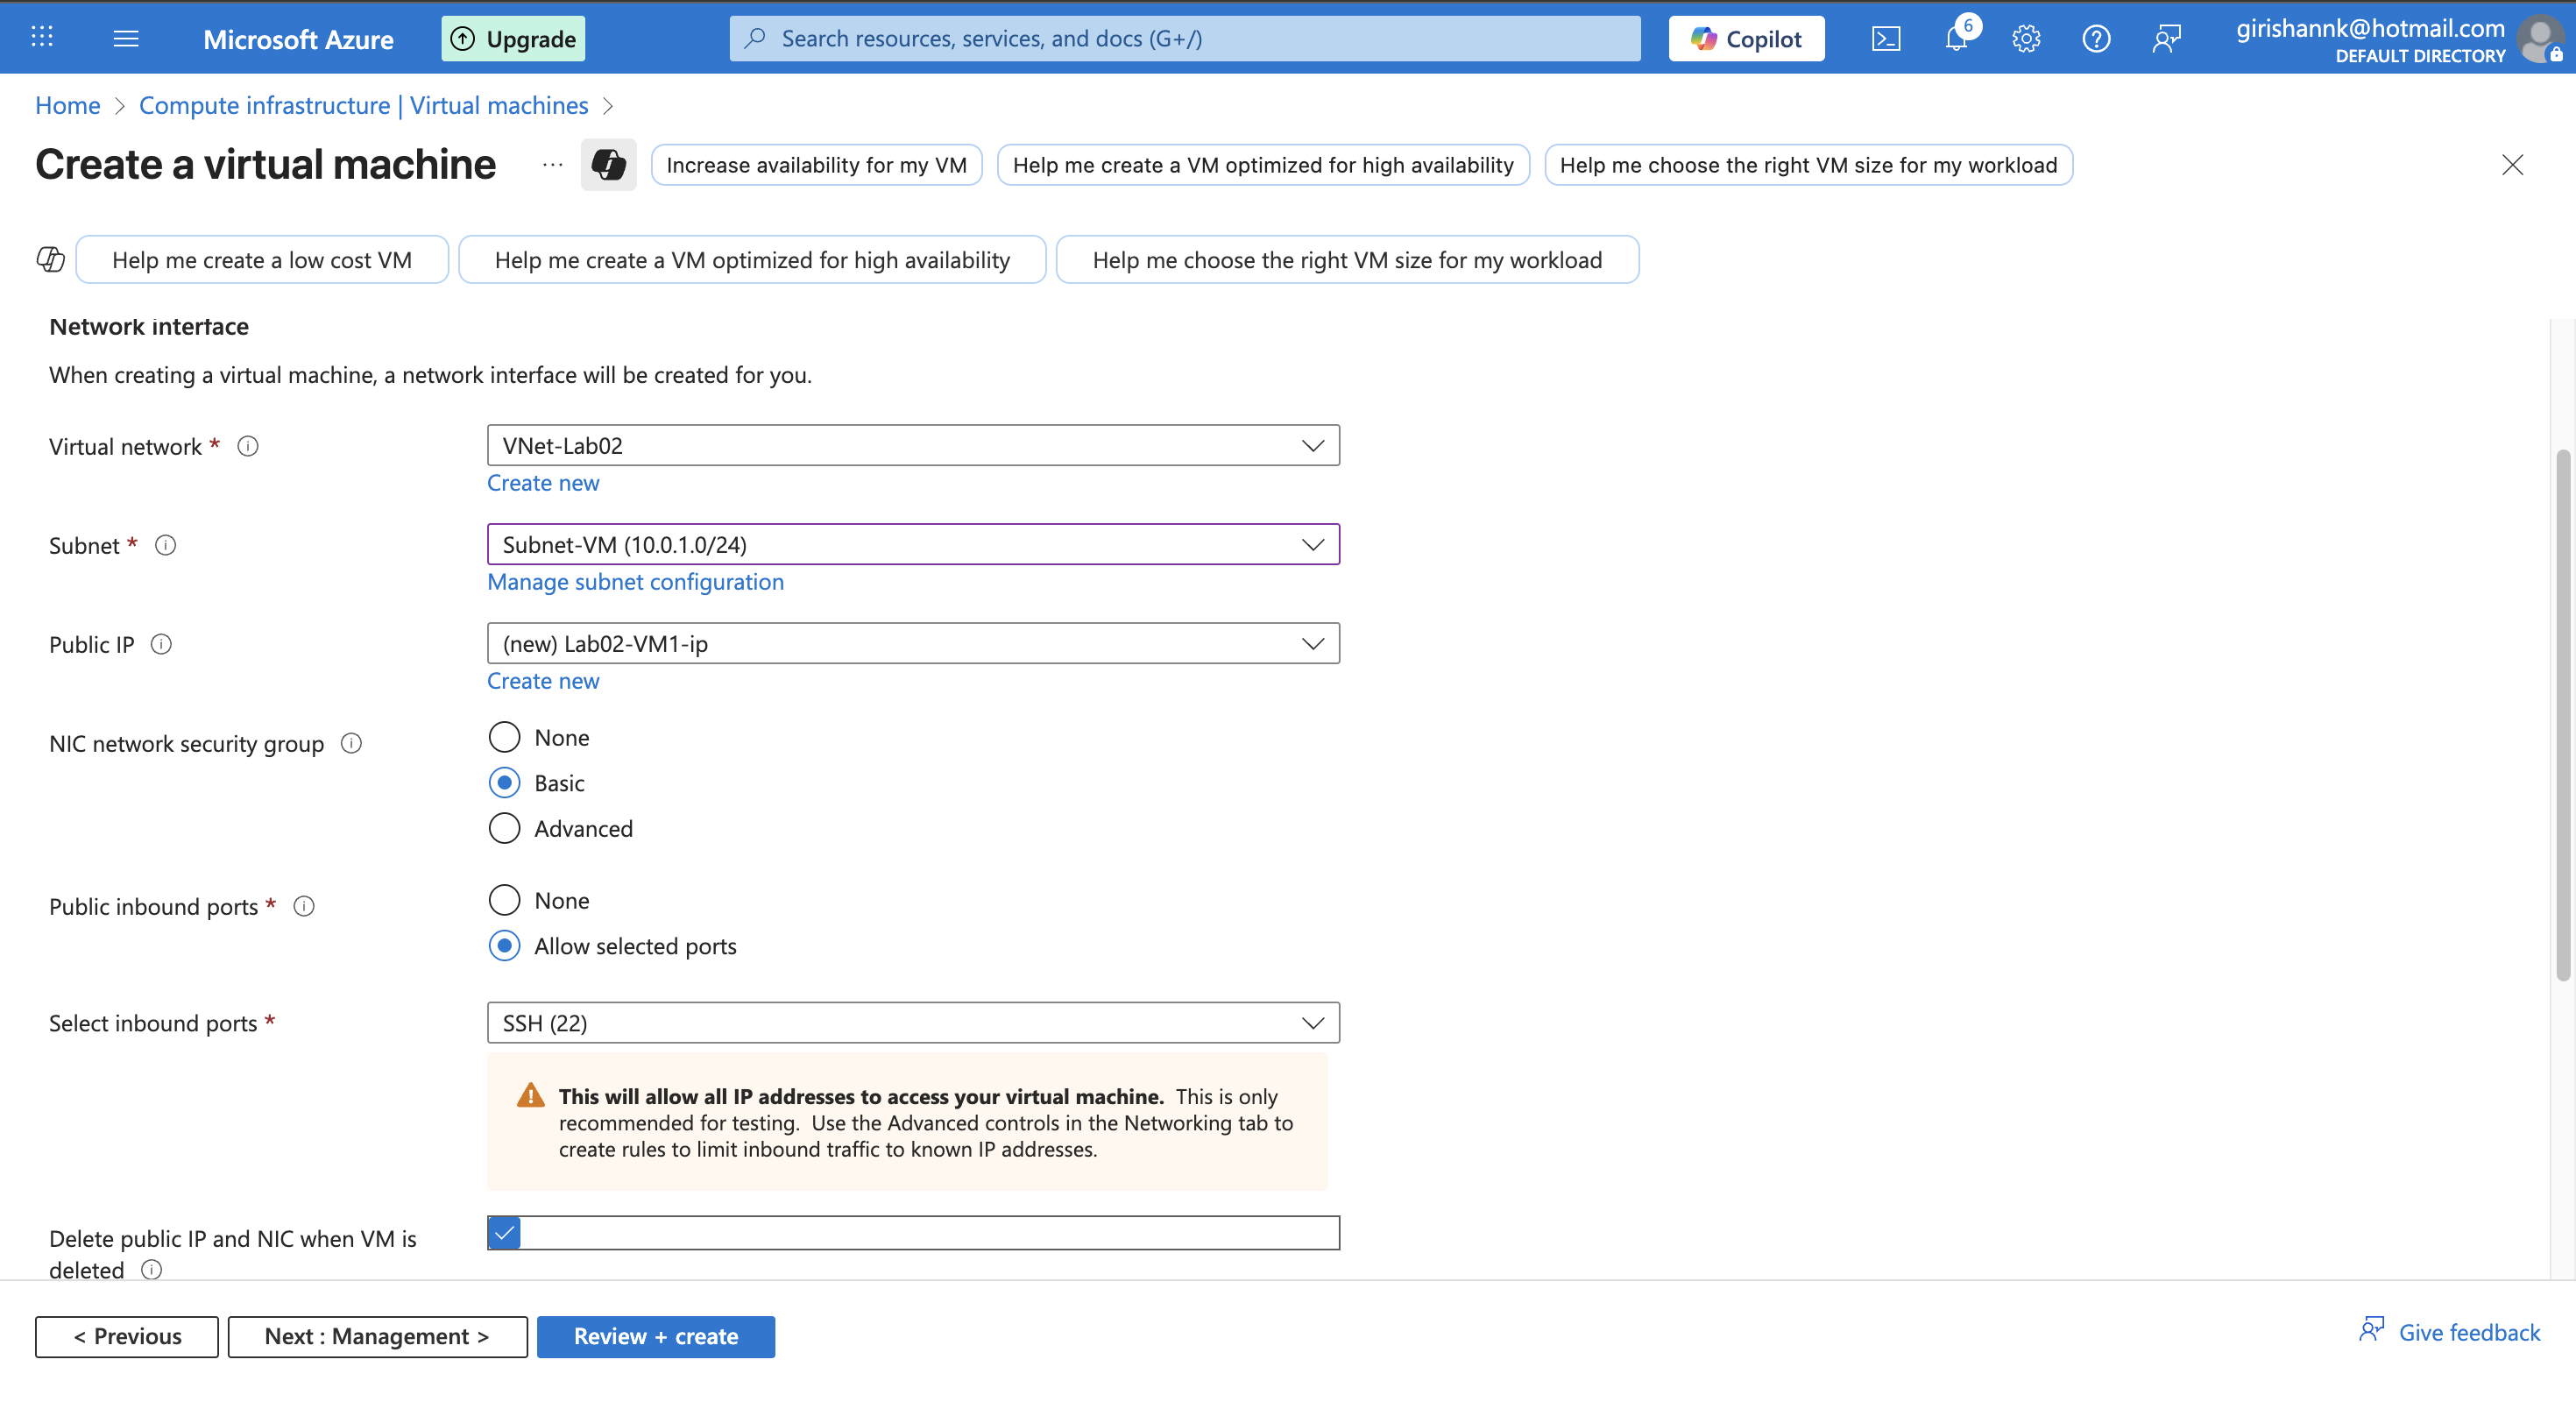 Microsoft Azure
Upgrade
Search resources, services, and docs (G+/)
Copilot
6
girishannk@hotmail.com
DEFAULT DIRECTORY
Home > Compute infrastructure | Virtual machines >
Create a virtual machine
...
Increase availability for my VM
Help me create a VM optimized for high availability
Help me choose the right VM size for my workload
Help me create a low cost VM
Help me create a VM optimized for high availability
Help me choose the right VM size for my workload
Network interface
When creating a virtual machine, a network interface will be created for you.
Virtual network *
VNet-Lab02
Create new
Subnet *
Subnet-VM (10.0.1.0/24)
Manage subnet configuration
Public IP
(new) Lab02-VM1-ip
Create new
NIC network security group
None
Basic
Advanced
Public inbound ports *
None
Allow selected ports
Select inbound ports *
SSH (22)
This will allow all IP addresses to access your virtual machine. This is only
recommended for testing. Use the Advanced controls in the Networking tab to
create rules to limit inbound traffic to known IP addresses.
Delete public IP and NIC when VM is
deleted
< Previous
Next : Management >
Review + create
Give feedback